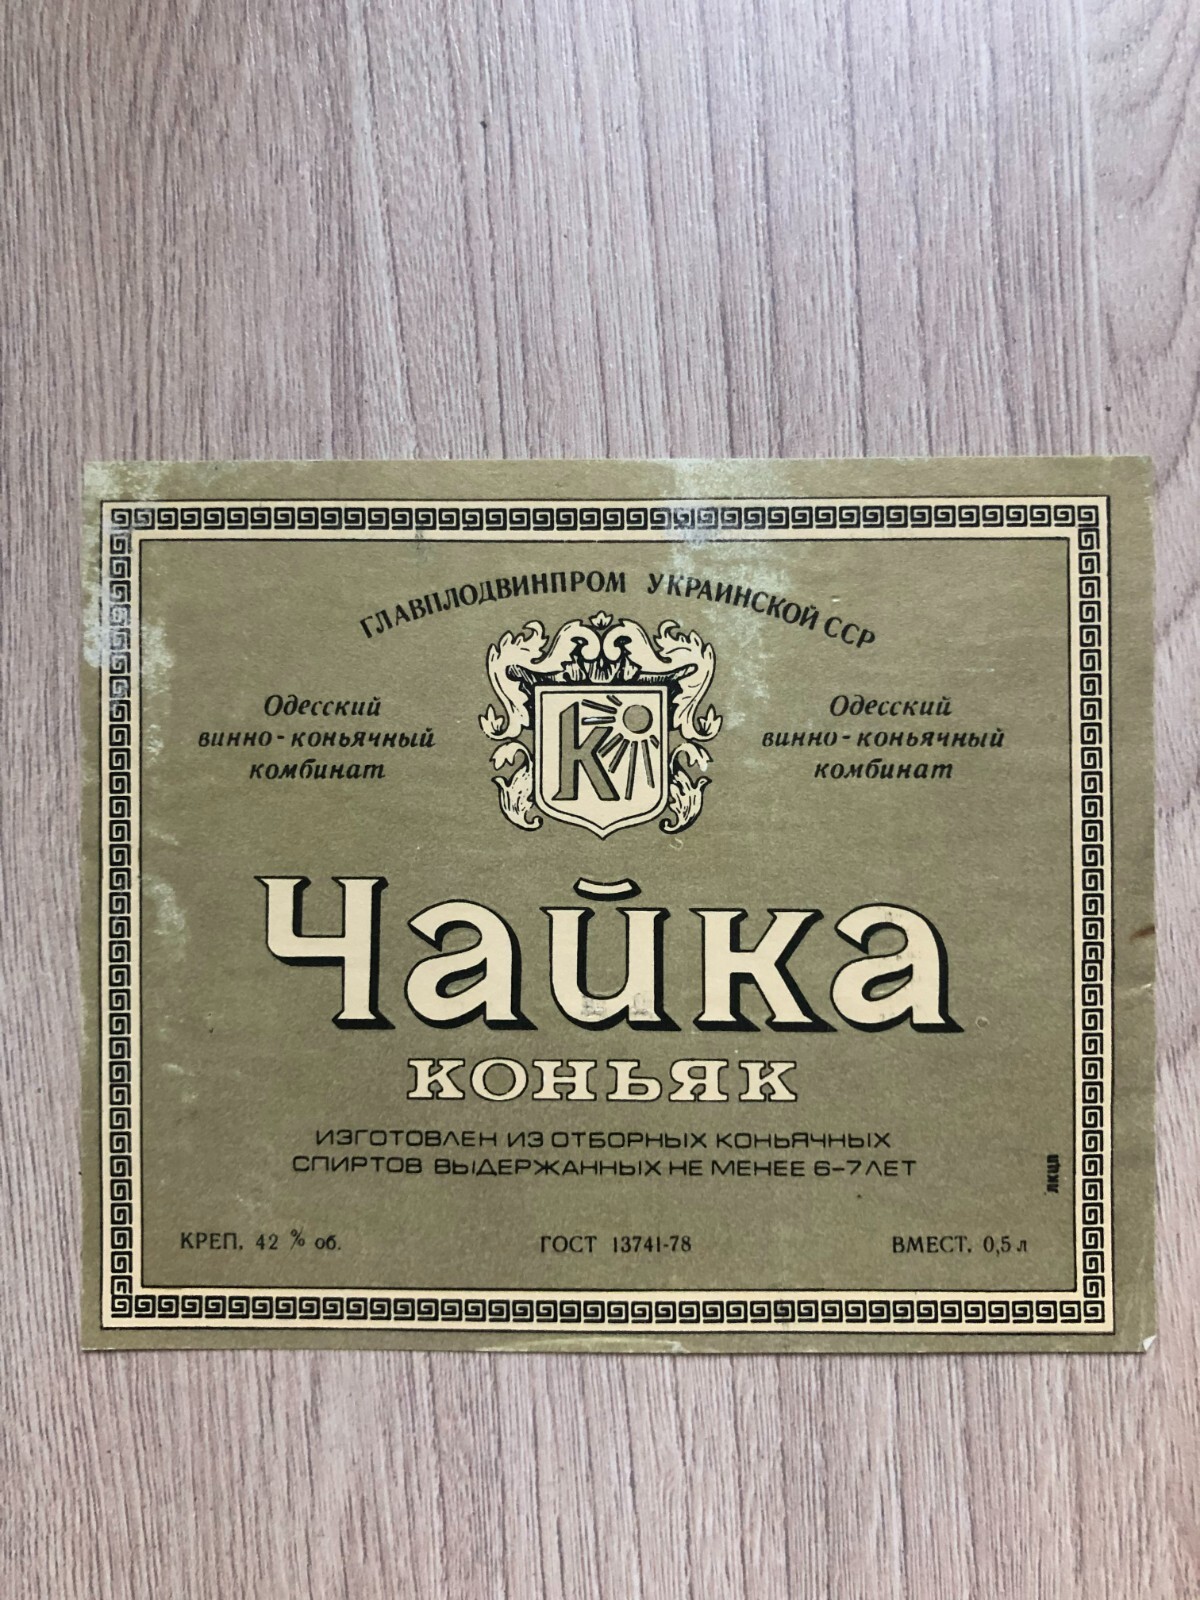 ГЛАВПЛОДВИНПРОМ УКРАИНСКОЙ ССР
Одесский
винно-коньячный
комбинат
К
Одесский
винно-коньячный
комбинат
Чайка
КОНЬЯК
ИЗГОТОВЛЕН ИЗ ОТБОРНЫХ КОНЬЯЧНЫХ
СПИРТОВ ВЫДЕРЖАННЫХ НЕ МЕНЕЕ 6-7 ЛЕТ
ЛКЦЛ
КРЕП. 42 % об.
ГОСТ 13741-78
ВМЕСТ. 0,5 л